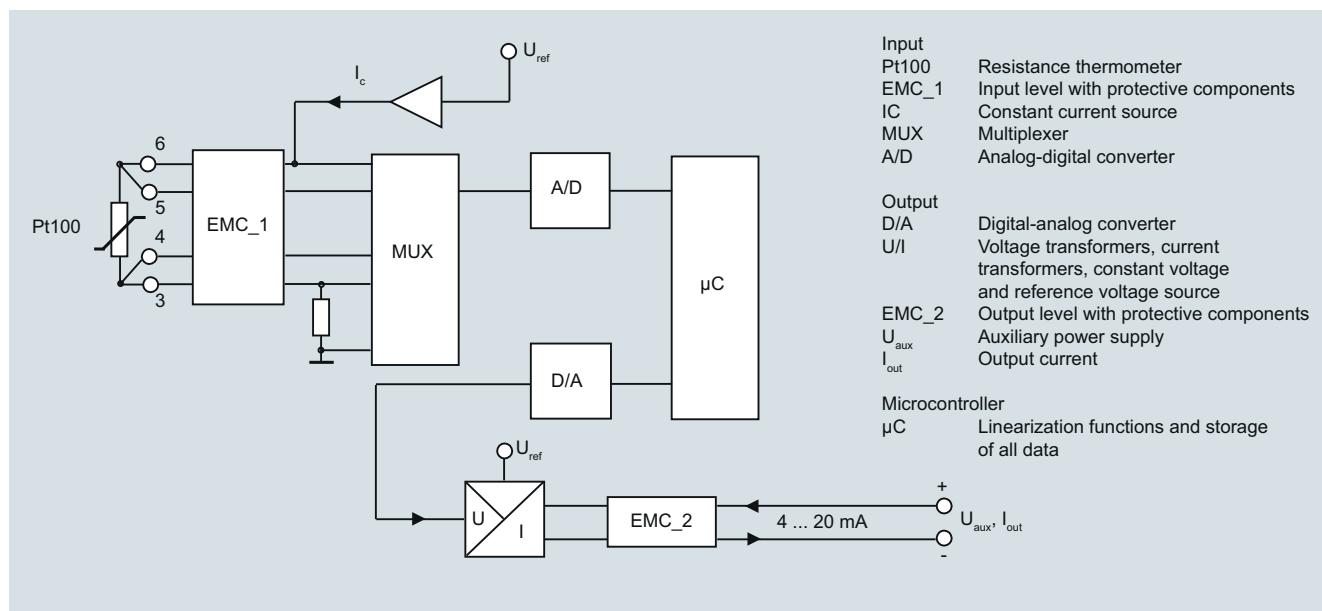 U_ref
I_c
6
5
Pt100
4
3
EMC_1
MUX
A/D
µC
D/A
U_ref
U
I
EMC_2
4 ... 20 mA
+
U_aux, I_out
-
Input
Pt100 Resistance thermometer
EMC_1 Input level with protective components
IC Constant current source
MUX Multiplexer
A/D Analog-digital converter
Output
D/A Digital-analog converter
U/I Voltage transformers, current
transformers, constant voltage
and reference voltage source
EMC_2 Output level with protective components
U_aux Auxiliary power supply
I_out Output current
Microcontroller
µC Linearization functions and storage
of all data